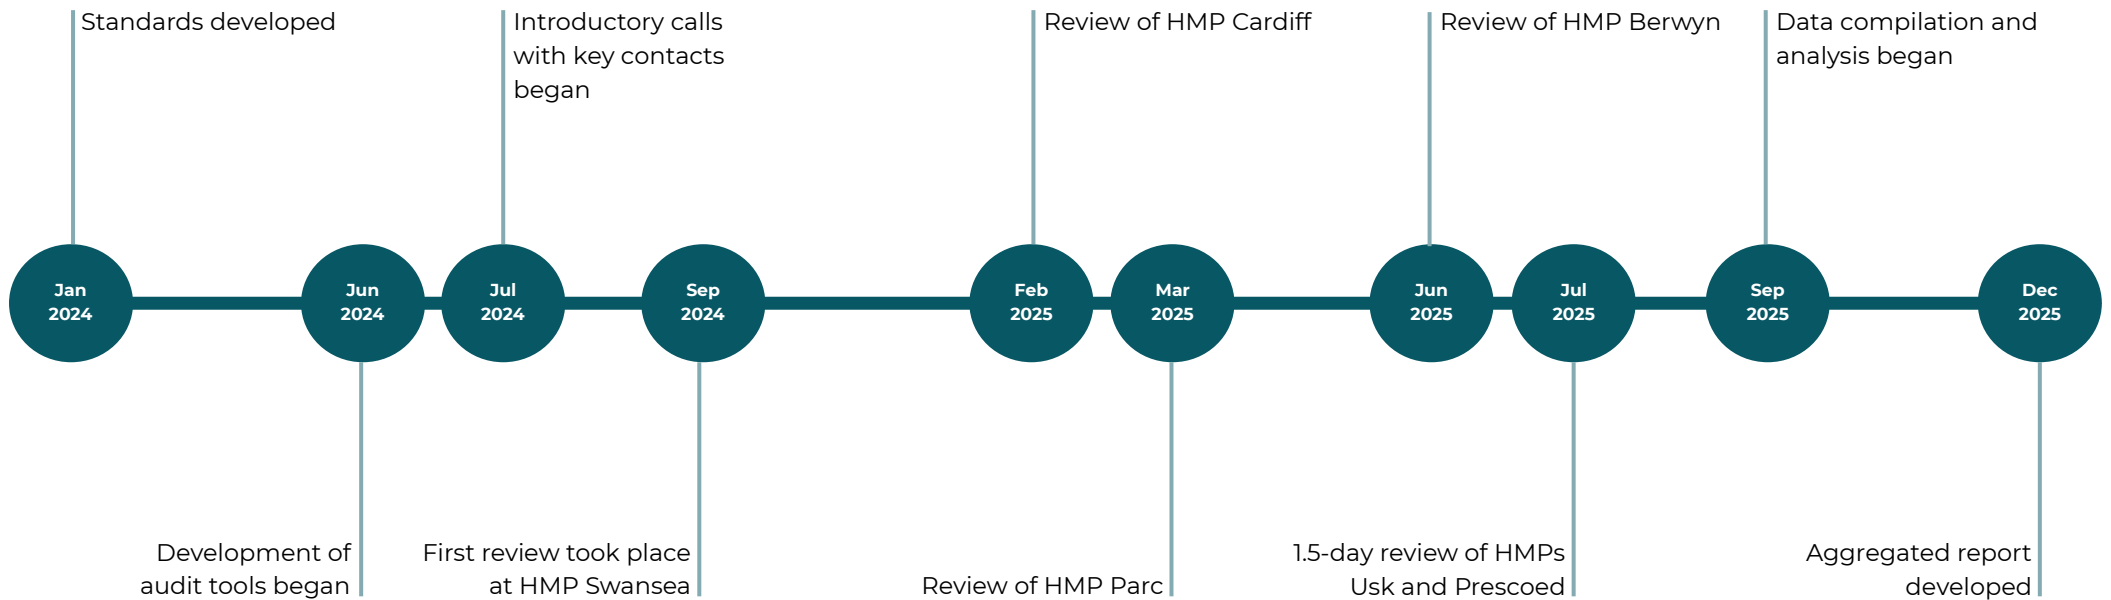 Standards developed
Introductory calls
with key contacts
began
Review of HMP Cardiff
Review of HMP Berwyn
Data compilation and
analysis began
Jan
2024
Jun
2024
Jul
2024
Sep
2024
Feb
2025
Mar
2025
Jun
2025
Jul
2025
Sep
2025
Dec
2025
Development of
audit tools began
First review took place
at HMP Swansea
Review of HMP Parc
1.5-day review of HMPs
Usk and Prescoed
Aggregated report
developed